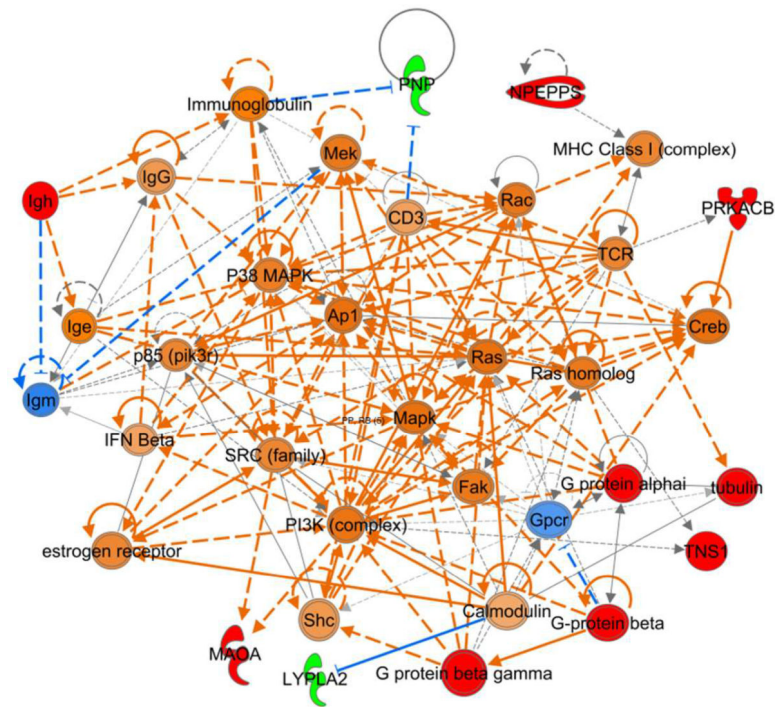 PNP
NPEPPS
Immunoglobulin
Mek
MHC Class I (complex)
IgG
Igh
Rac
CD3
PRKACB
TCR
P38 MAPK
Ap1
Ige
Creb
p85 (pik3r)
Ras
Ras homolog
Igm
Mapk
IFN Beta
SRC (family)
Fak
G protein alphai
tubulin
Gpcr
PI3K (complex)
estrogen receptor
TNS1
Shc
Calmodulin
G-protein beta
MAOA
LYPLA2
G protein beta gamma